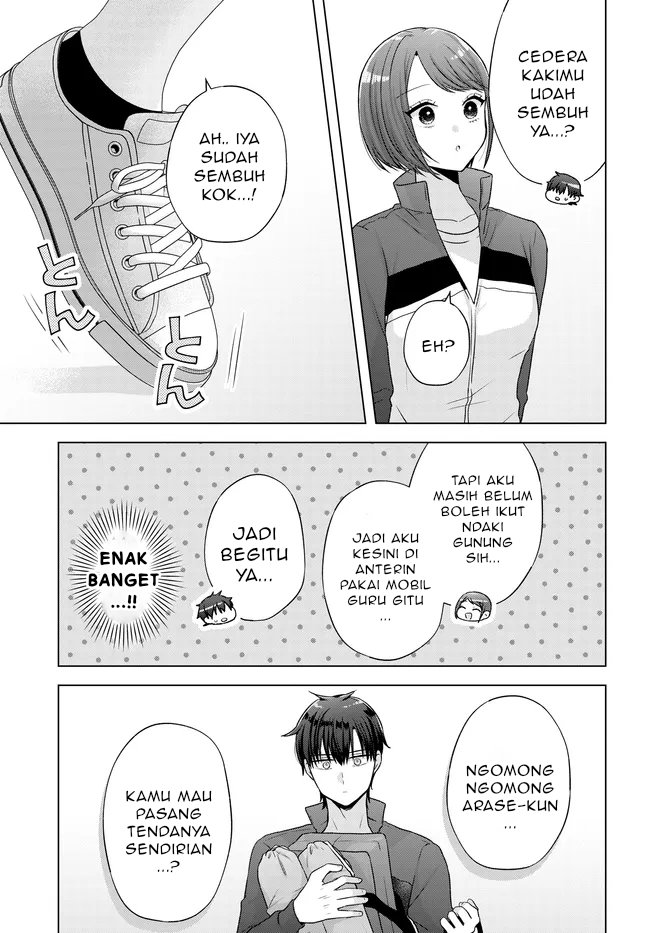 CEDERA
KAKIMU
UDAH
SEMBUH
YA...?
EH?
AH.. IYA
SUDAH
SEMBUH
KOK...!
とん
とん
TAPI AKU
MASIH BELUM
BOLEH IKUT
NDAKI
GUNUNG
SIH...
JADI AKU
KESINI DI
ANTERIN
PAKAI MOBIL
GURU GITU
...
JADI
BEGITU
YA...
ENAK
BANGET
...!!
NGOMONG
NGOMONG
ARASE-KUN
...
KAMU MAU
PASANG
TENDANYA
SENDIRIAN
...?